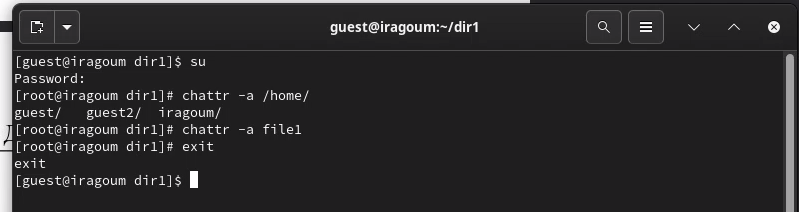 guest@iragoum:~/dir1
[guest@iragoum dir1]$ su
Password:
[root@iragoum dir1]# chattr -a /home/
guest/   guest2/  iragoum/
[root@iragoum dir1]# chattr -a file1
[root@iragoum dir1]# exit
exit
[guest@iragoum dir1]$